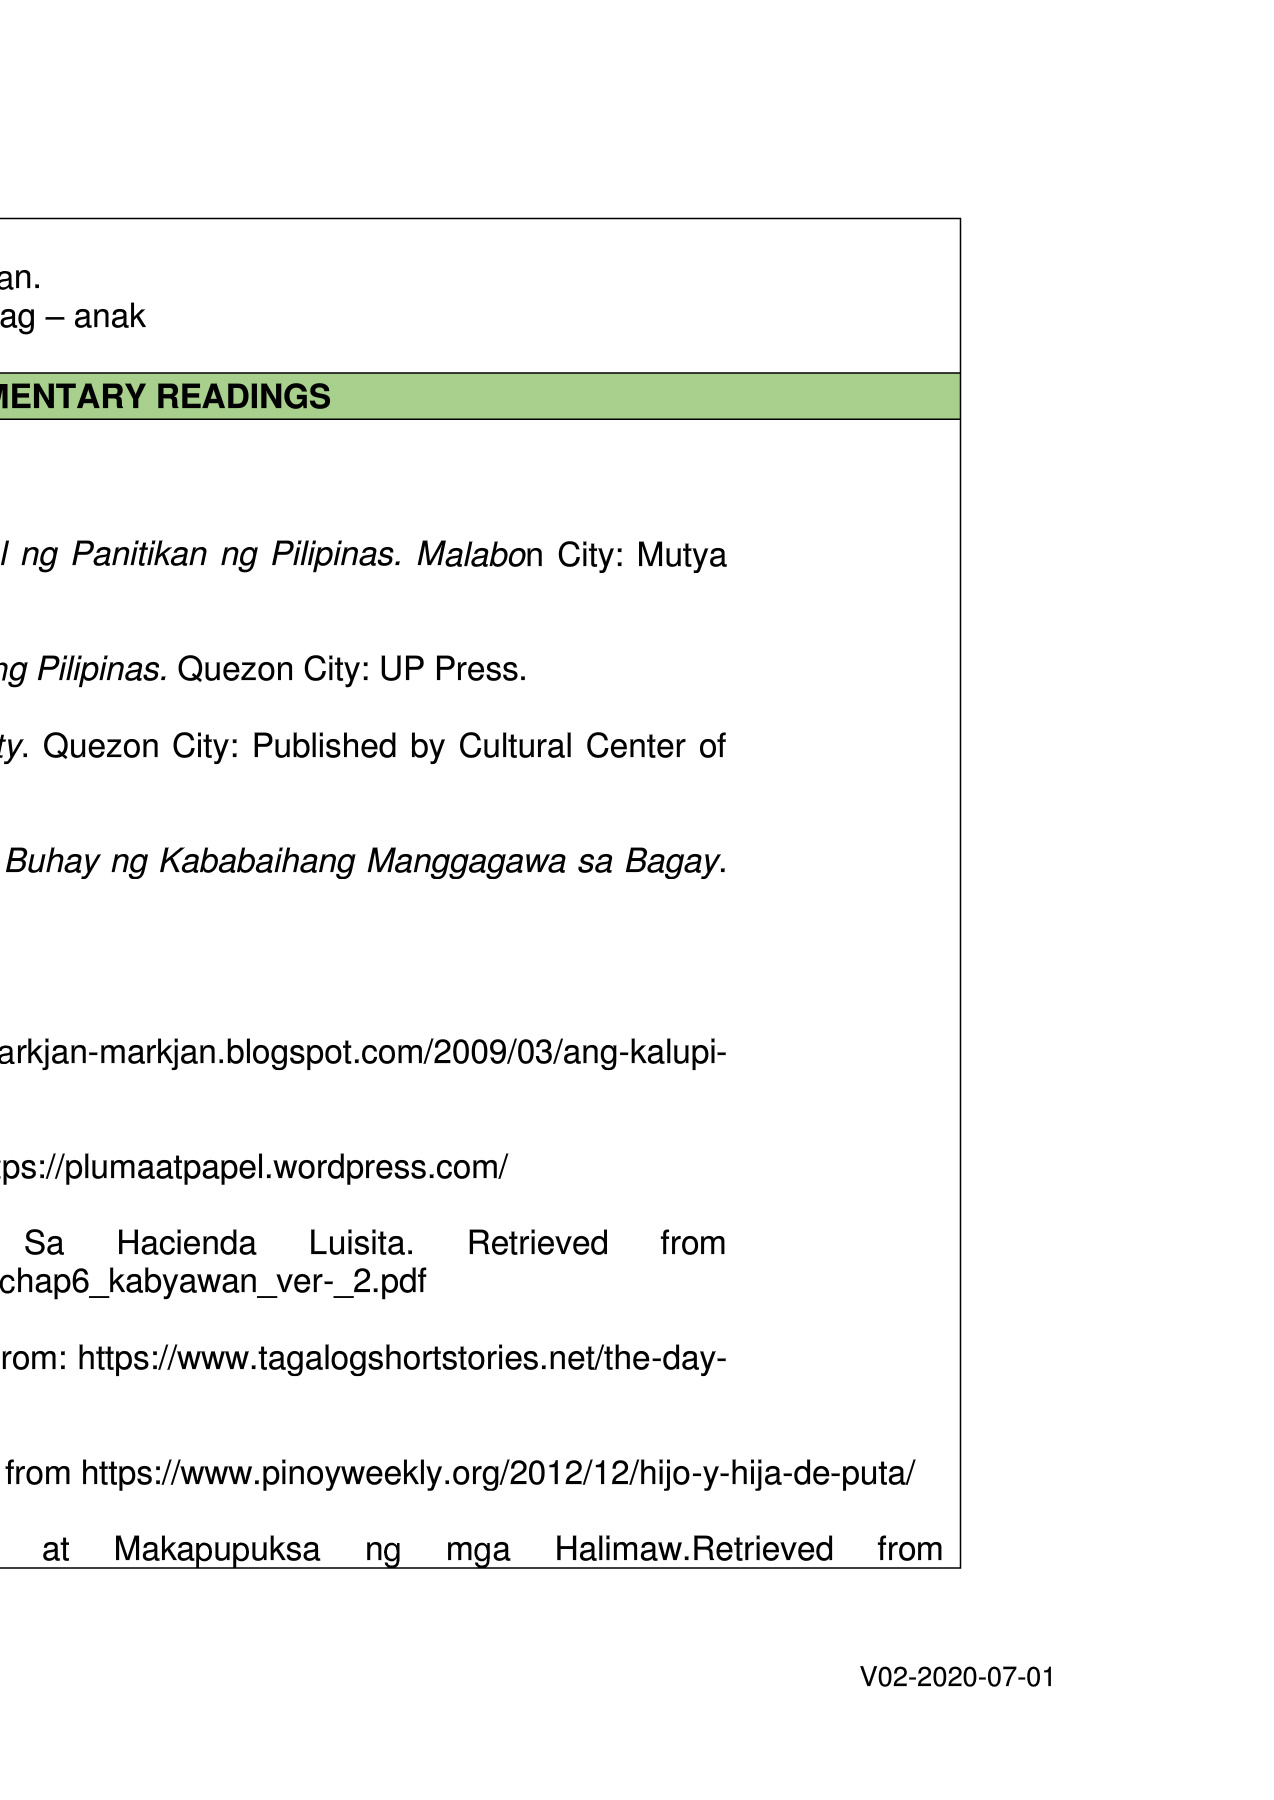 an.
ag – anak
MENTARY READINGS
l ng Panitikan ng Pilipinas. Malabon City: Mutya
ng Pilipinas. Quezon City: UP Press.
ty. Quezon City: Published by Cultural Center of
Buhay ng Kababaihang Manggagawa sa Bagay.
arkjan-markjan.blogspot.com/2009/03/ang-kalupi-
tps://plumaatpapel.wordpress.com/
Sa Hacienda Luisita. Retrieved from
chap6_kabyawan_ver-_2.pdf
rom: https://www.tagalogshortstories.net/the-day-
from https://www.pinoyweekly.org/2012/12/hijo-y-hija-de-puta/
at Makapupuksa ng mga Halimaw.Retrieved from
V02-2020-07-01